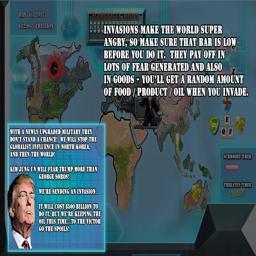 INVASIONS MAKE THE WORLD SUPER
ANGRY, SO MAKE SURE THAT BAR IS LOW
BEFORE YOU DO IT. THEY PAY OFF IN
LOTS OF FEAR GENERATED AND ALSO
IN GOODS - YOU'LL GET A RANDOM AMOUNT
OF FOOD / PRODUCT / OIL WHEN YOU INVADE.
WITH A NEWLY UPGRADED MILITARY THEY
DON'T STAND A CHANCE! WE WILL STOP THE
GLOBALIST INFLUENCE IN NORTH KOREA,
AND THEN THE WORLD!
KIM JUNG UN WILL FEAR TRUMP MORE THAN
GEORGE SOROS!
WE'RE SENDING AN INVASION.
IT WILL COST $500 BILLION
TO DO IT, BUT WE'RE KEEPING THE
OIL THIS TIME... TO THE VICTOR
GO THE SPOILS!